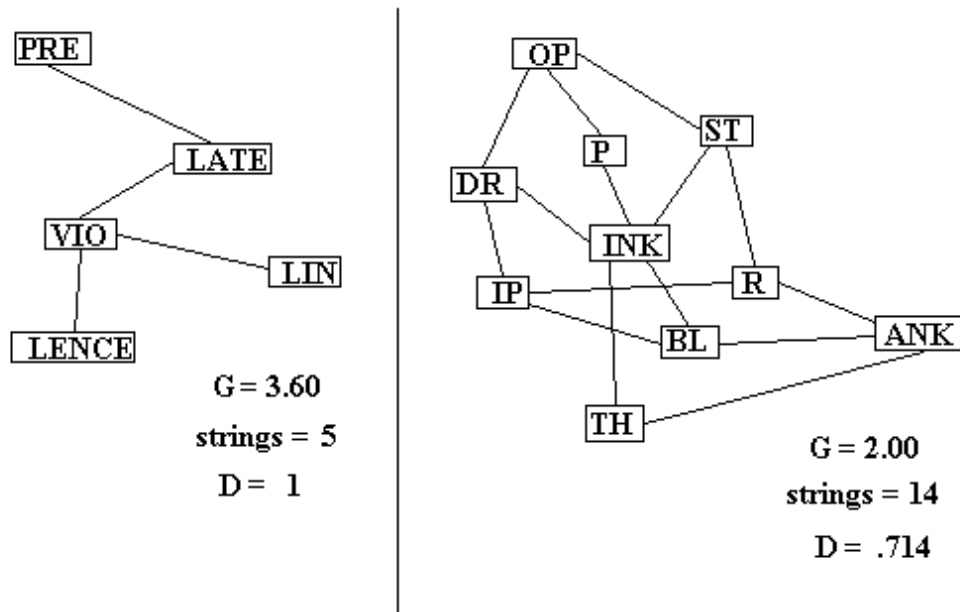 PRE
LATE
VIO
LIN
LENCE
G = 3.60
strings = 5
D = 1
OP
ST
P
DR
INK
R
IP
BL
ANK
TH
G = 2.00
strings = 14
D = .714